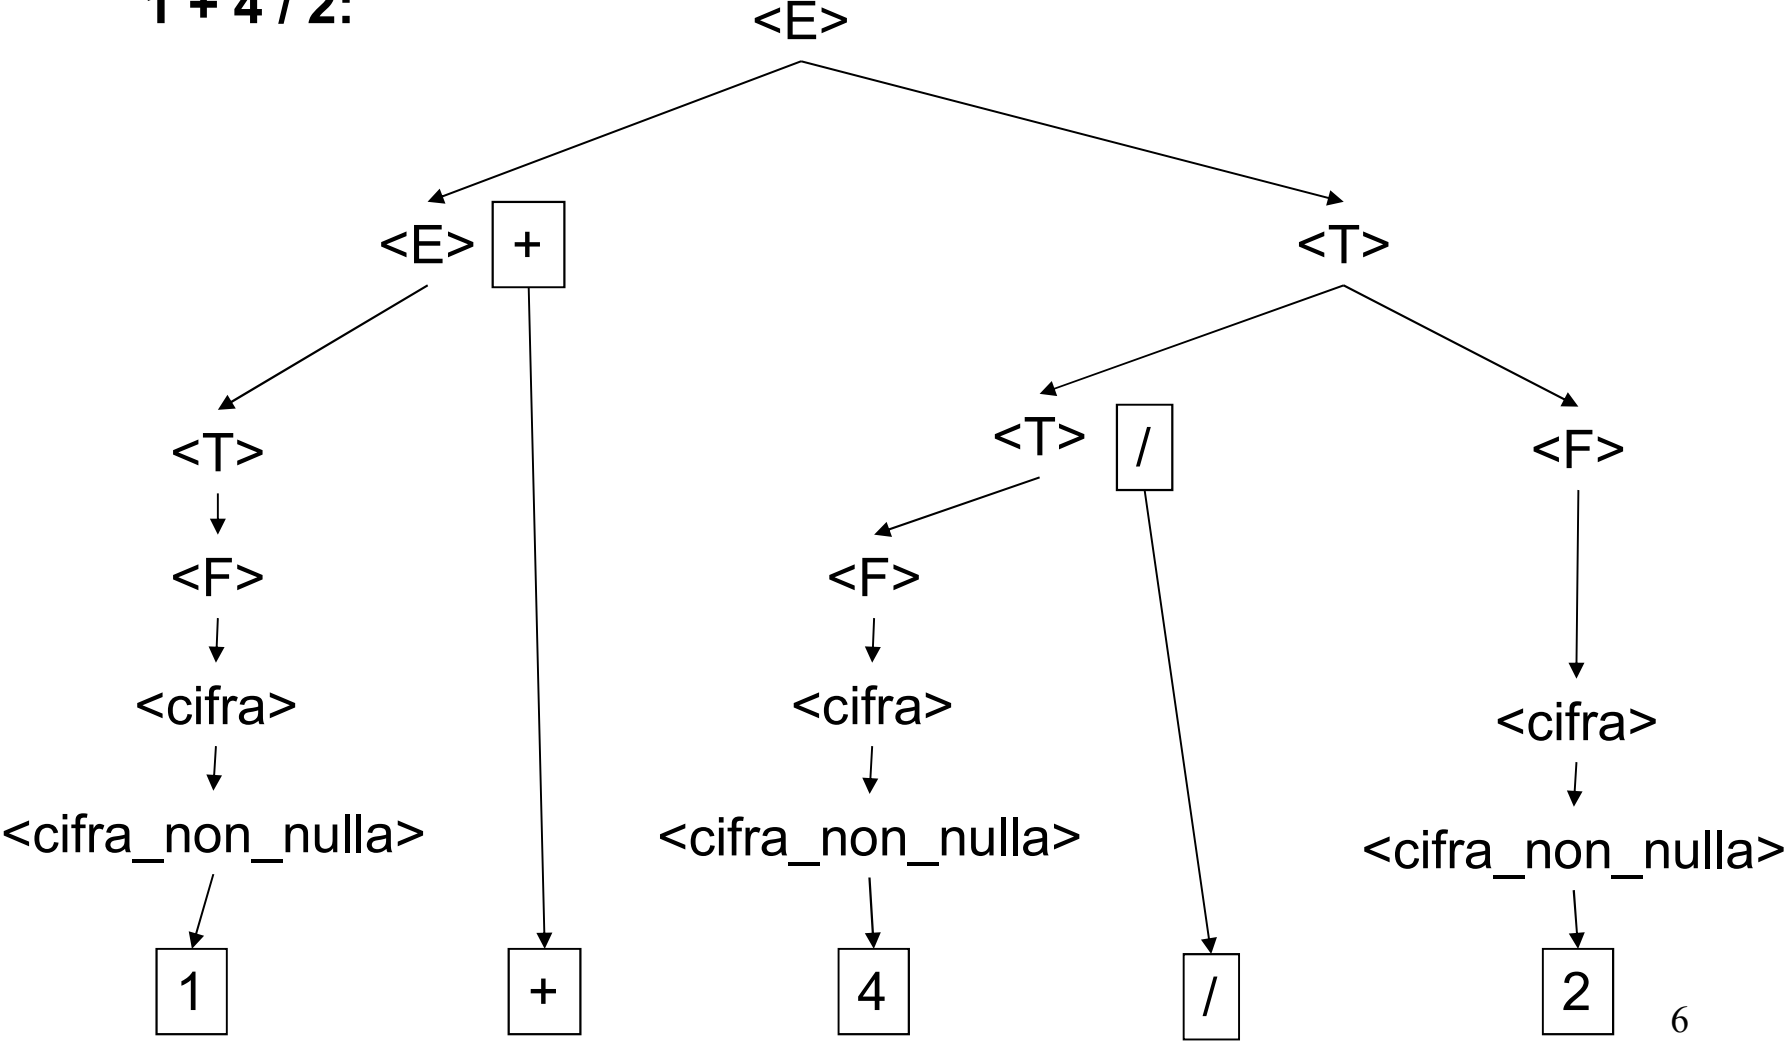 1 + 4 / 2:
<E>
<E> + <T>
<T> / <F>
<T>
<F> <F>
<cifra> <cifra> <cifra>
<cifra_non_nulla> <cifra_non_nulla> <cifra_non_nulla>
1 + 4 / 2
6